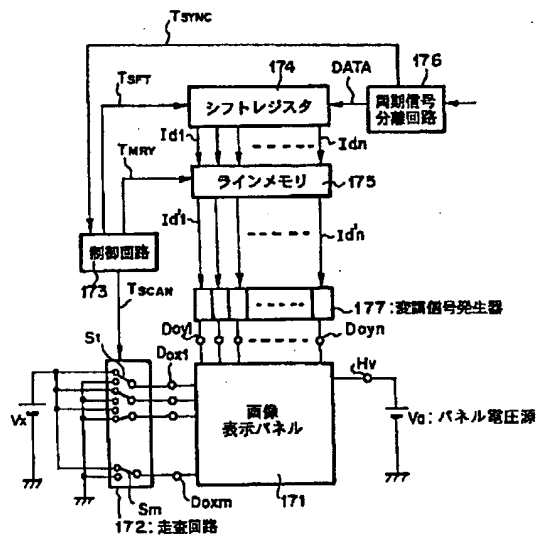 TSYNC
174
DATA
176
TSFT
シフトレジスタ
周期信号
分離回路
Id1
Idn
TMRY
ラインメモリ
175
Id'1
Id'n
制御回路
173
TSCAN
177:変調信号発生器
Doy1
Doyn
S1
Dox1
Hv
Vx
画像
表示パネル
Va:パネル電圧源
Sm
Doxm
171
172:走査回路